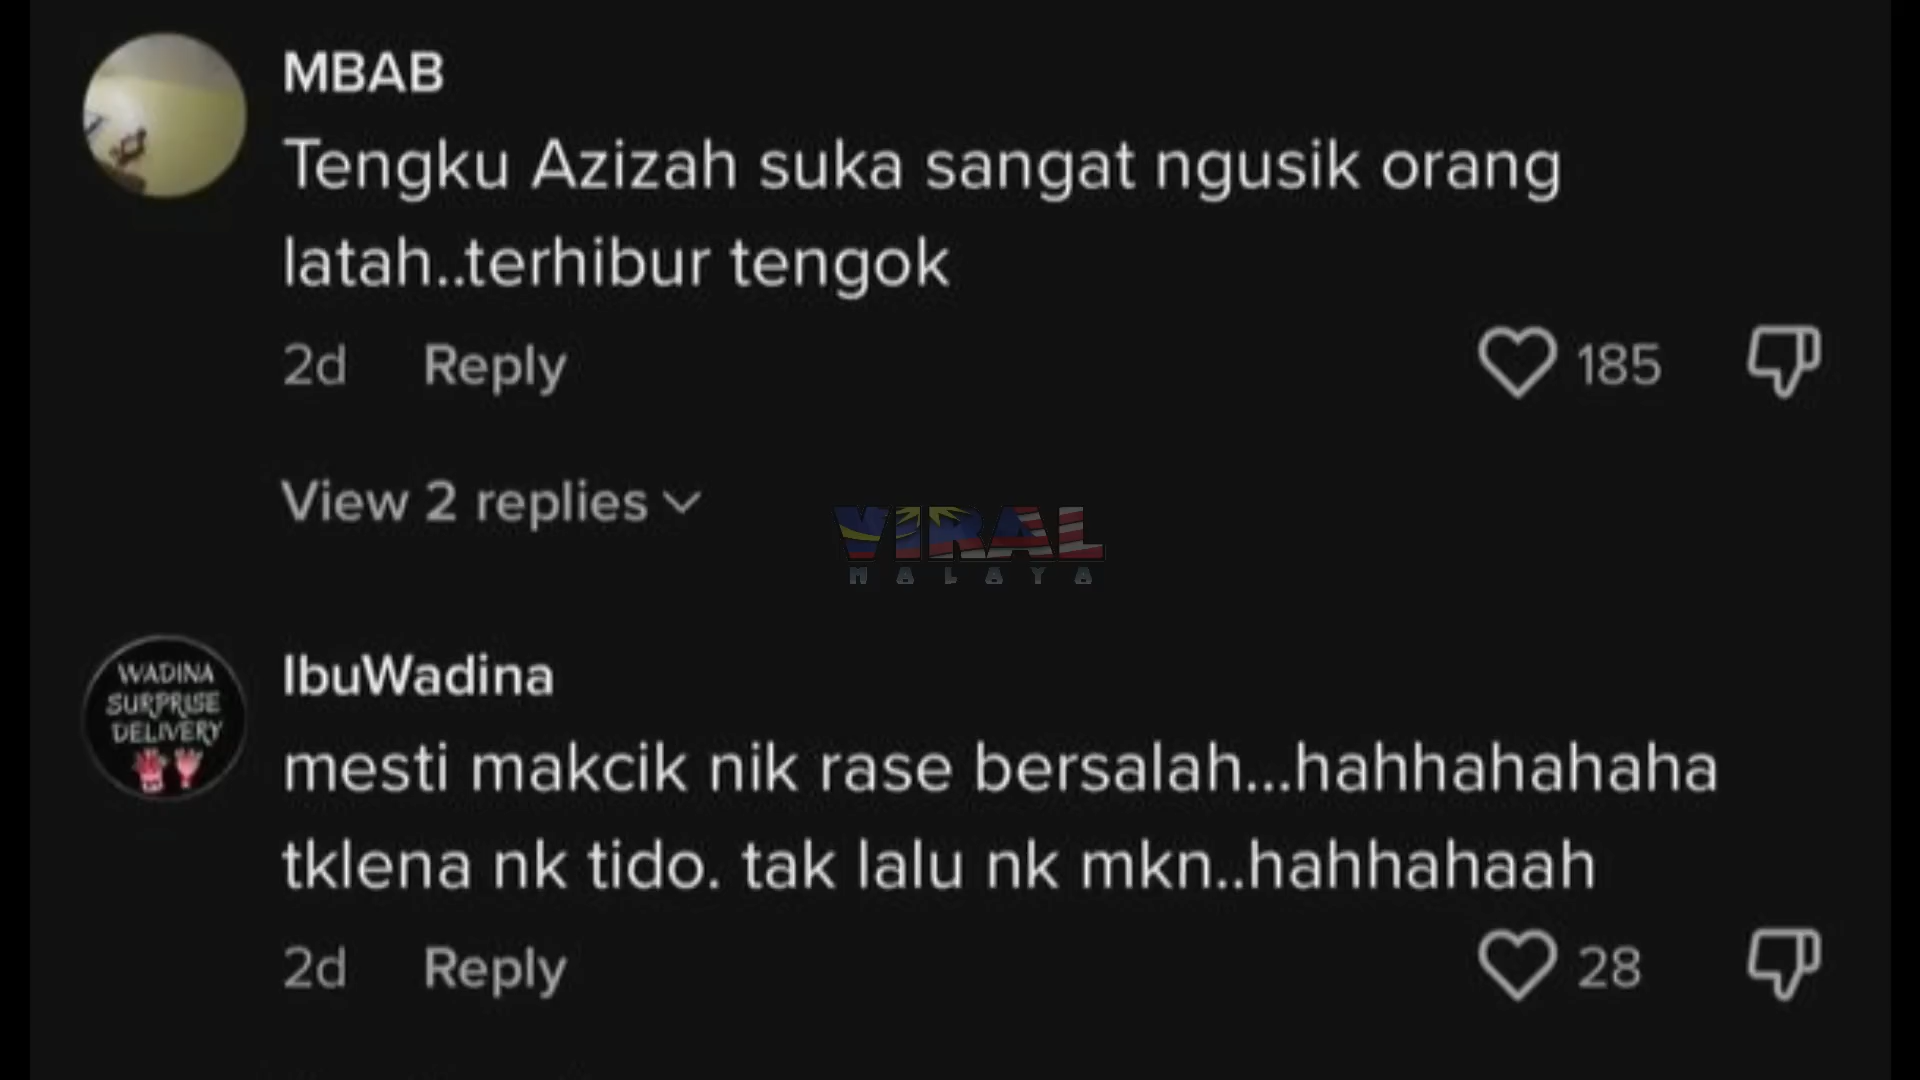 MBAB
Tengku Azizah suka sangat ngusik orang
latah..terhibur tengok
2d Reply 185
View 2 replies
VIRAL
MALAYA
WADINA
SURPRISE
DELIVERY
IbuWadina
mesti makcik nik rase bersalah...hahhahahaha
tklena nk tido. tak lalu nk mkn..hahhahaah
2d Reply 28